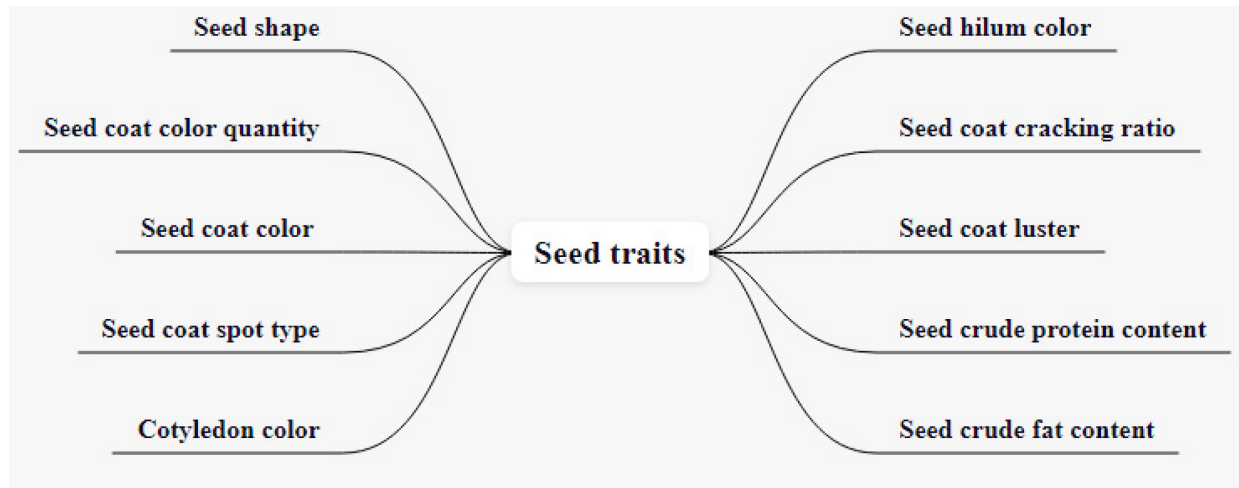 Seed shape
Seed coat color quantity
Seed coat color
Seed coat spot type
Cotyledon color
Seed traits
Seed hilum color
Seed coat cracking ratio
Seed coat luster
Seed crude protein content
Seed crude fat content